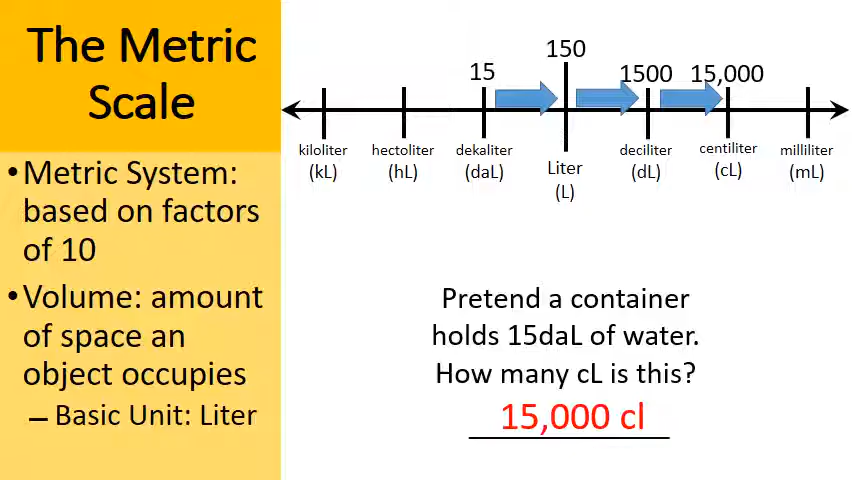 The Metric
Scale
• Metric System:
based on factors
of 10
• Volume: amount
of space an
object occupies
– Basic Unit: Liter
15 150 1500 15,000
kiloliter hectoliter dekaliter Liter deciliter centiliter milliliter
(kL) (hL) (daL) (L) (dL) (cL) (mL)
Pretend a container
holds 15daL of water.
How many cL is this?
15,000 cl